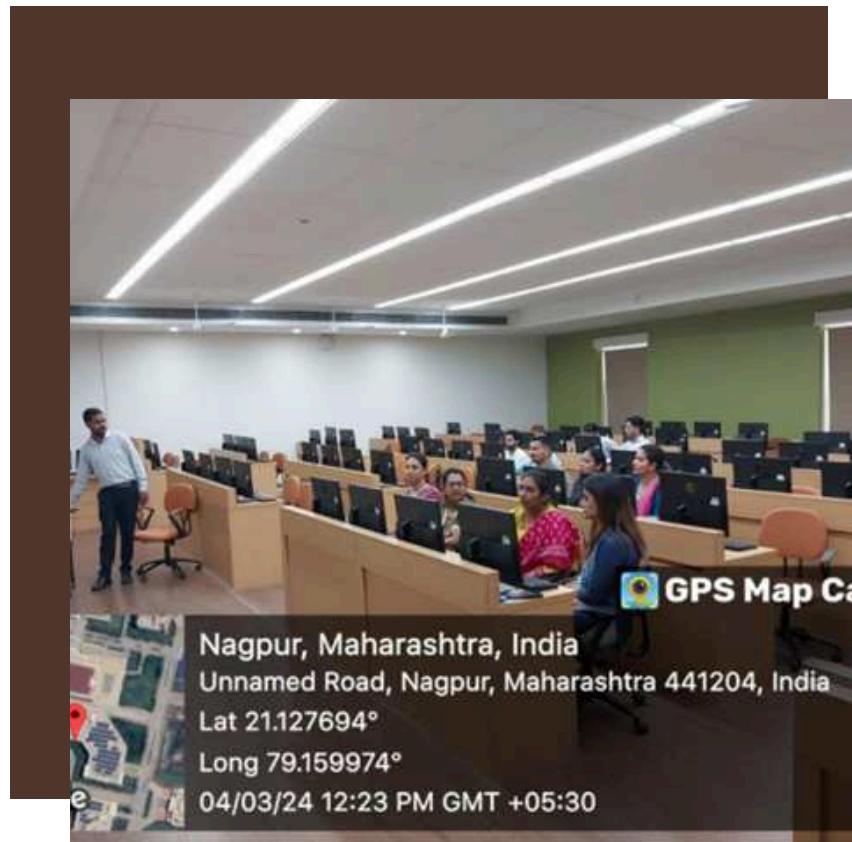 GPS Map Ca
Nagpur, Maharashtra, India
Unnamed Road, Nagpur, Maharashtra 441204, India
Lat 21.127694°
Long 79.159974°
04/03/24 12:23 PM GMT +05:30
e